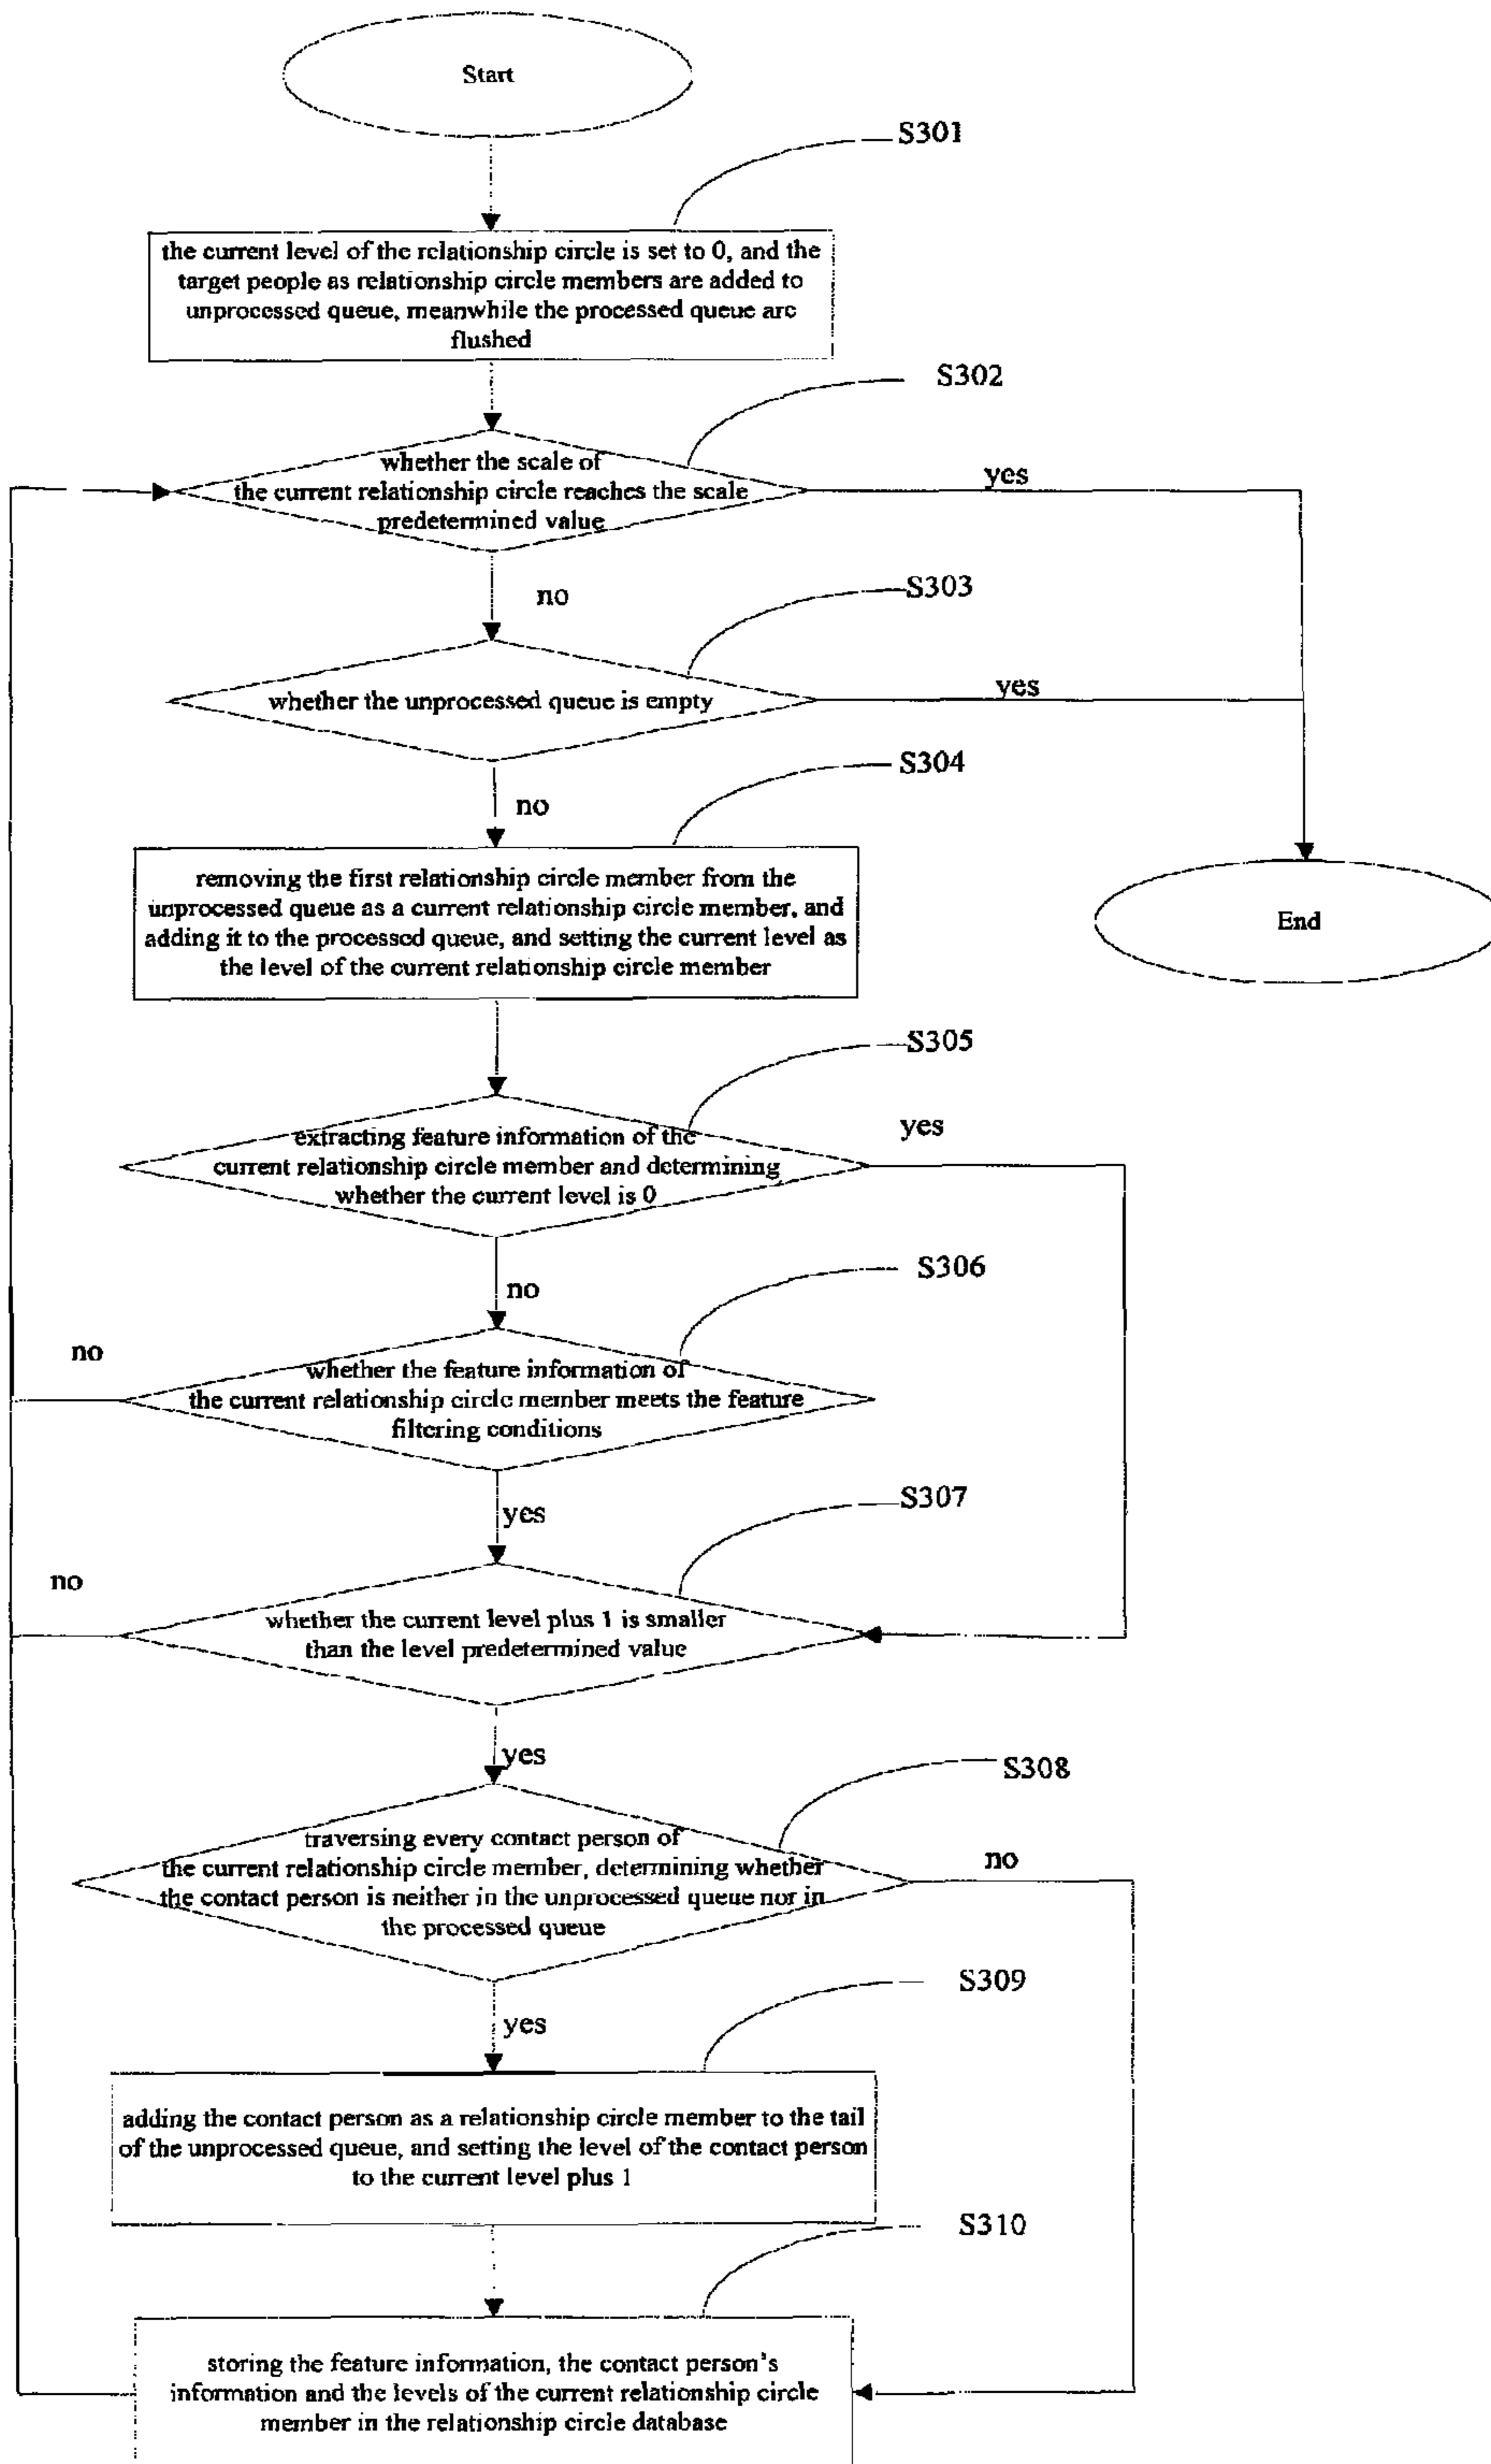 Start
S301
the current level of the relationship circle is set to 0, and the
target people as relationship circle members are added to
unprocessed queue, meanwhile the processed queue are
flushed
S302
whether the scale of
the current relationship circle reaches the scale
predetermined value
yes
no
S303
whether the unprocessed queue is empty
yes
no
S304
removing the first relationship circle member from the
unprocessed queue as a current relationship circle member, and
adding it to the processed queue, and setting the current level as
the level of the current relationship circle member
End
S305
extracting feature information of the
current relationship circle member and determining
whether the current level is 0
yes
no
S306
whether the feature information of
the current relationship circle member meets the feature
filtering conditions
no
yes
S307
whether the current level plus 1 is smaller
than the level predetermined value
no
yes
S308
traversing every contact person of
the current relationship circle member, determining whether
the contact person is neither in the unprocessed queue nor in
the processed queue
no
yes
S309
adding the contact person as a relationship circle member to the tail
of the unprocessed queue, and setting the level of the contact person
to the current level plus 1
S310
storing the feature information, the contact person's
information and the levels of the current relationship circle
member in the relationship circle database